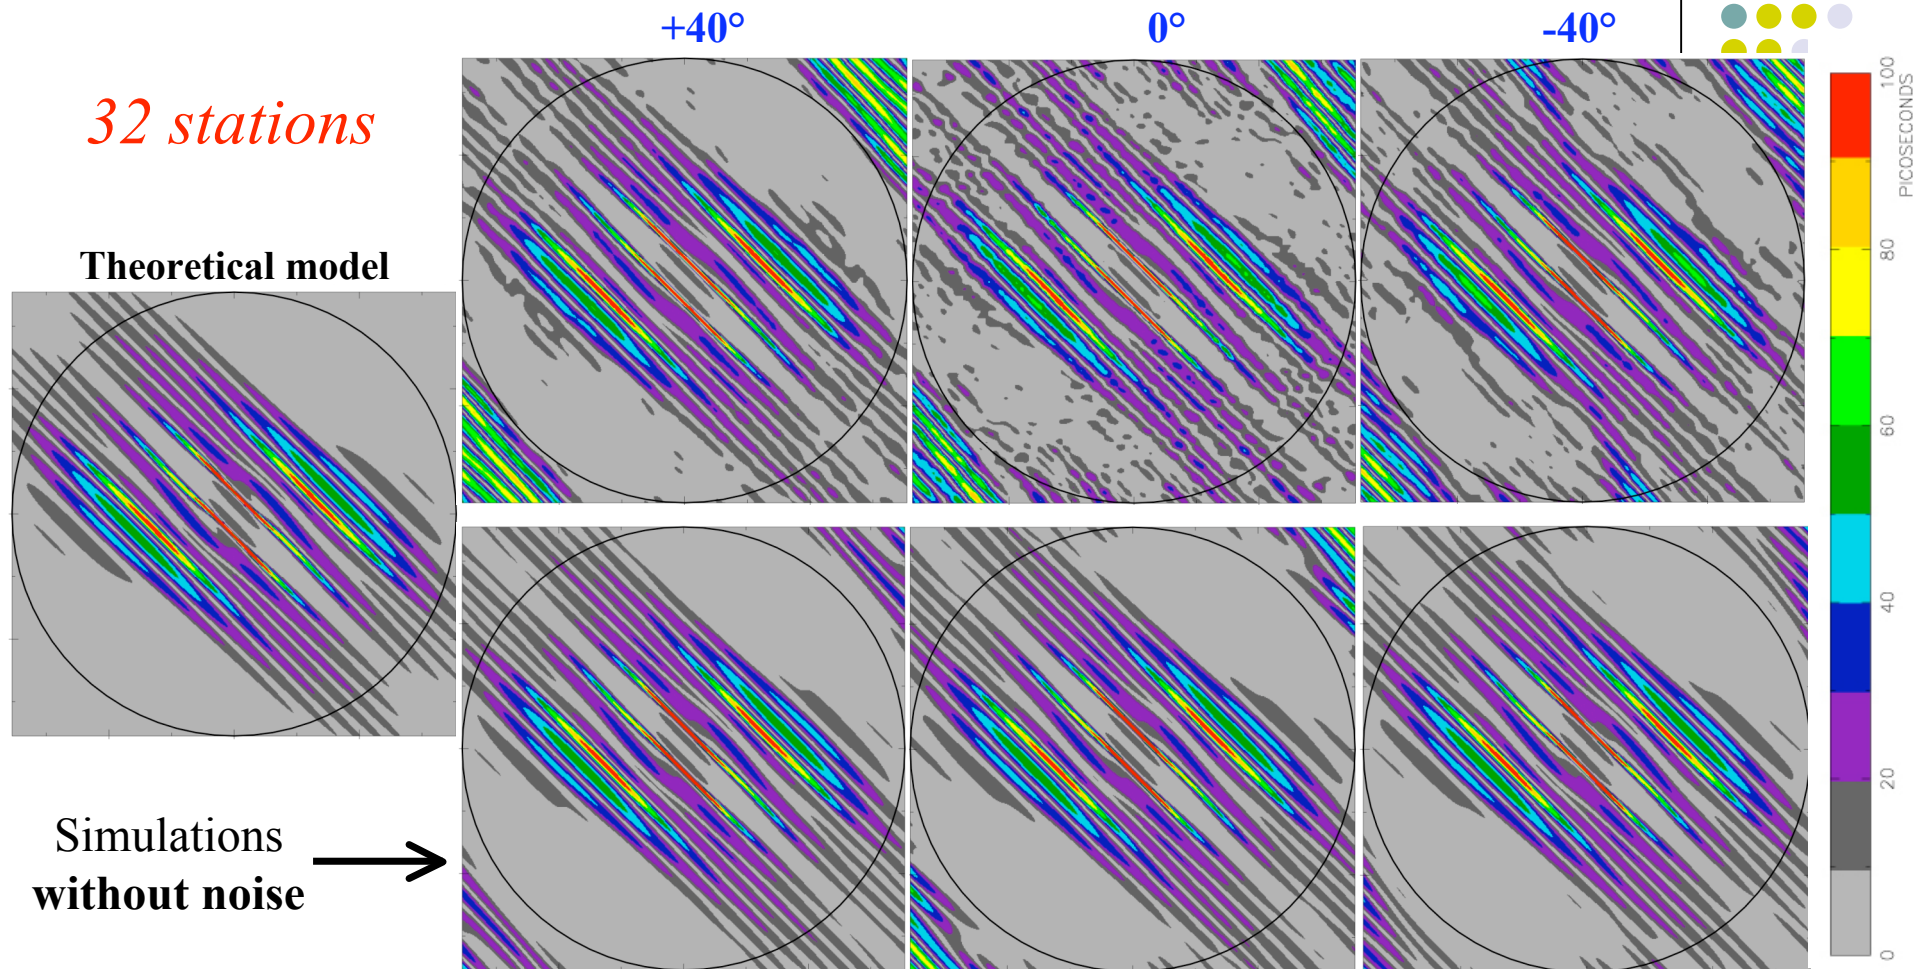 +40°
0°
-40°
32 stations
Theoretical model
Simulations
without noise
100
80
60
40
20
0
PICOSECONDS